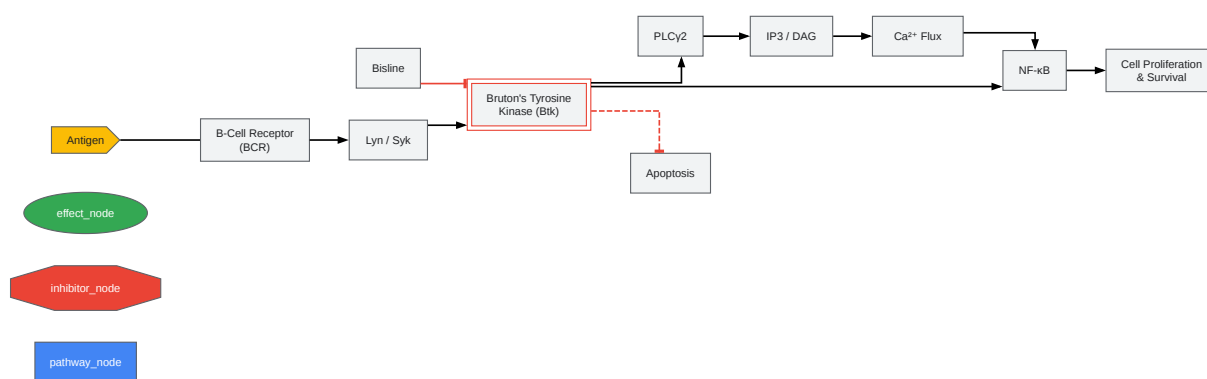 PLCγ2
IP3 / DAG
Ca²⁺ Flux
Bisline
NF-κB
Cell Proliferation
& Survival
Bruton's Tyrosine
Kinase (Btk)
Antigen
B-Cell Receptor
(BCR)
Lyn / Syk
Apoptosis
effect_node
inhibitor_node
pathway_node